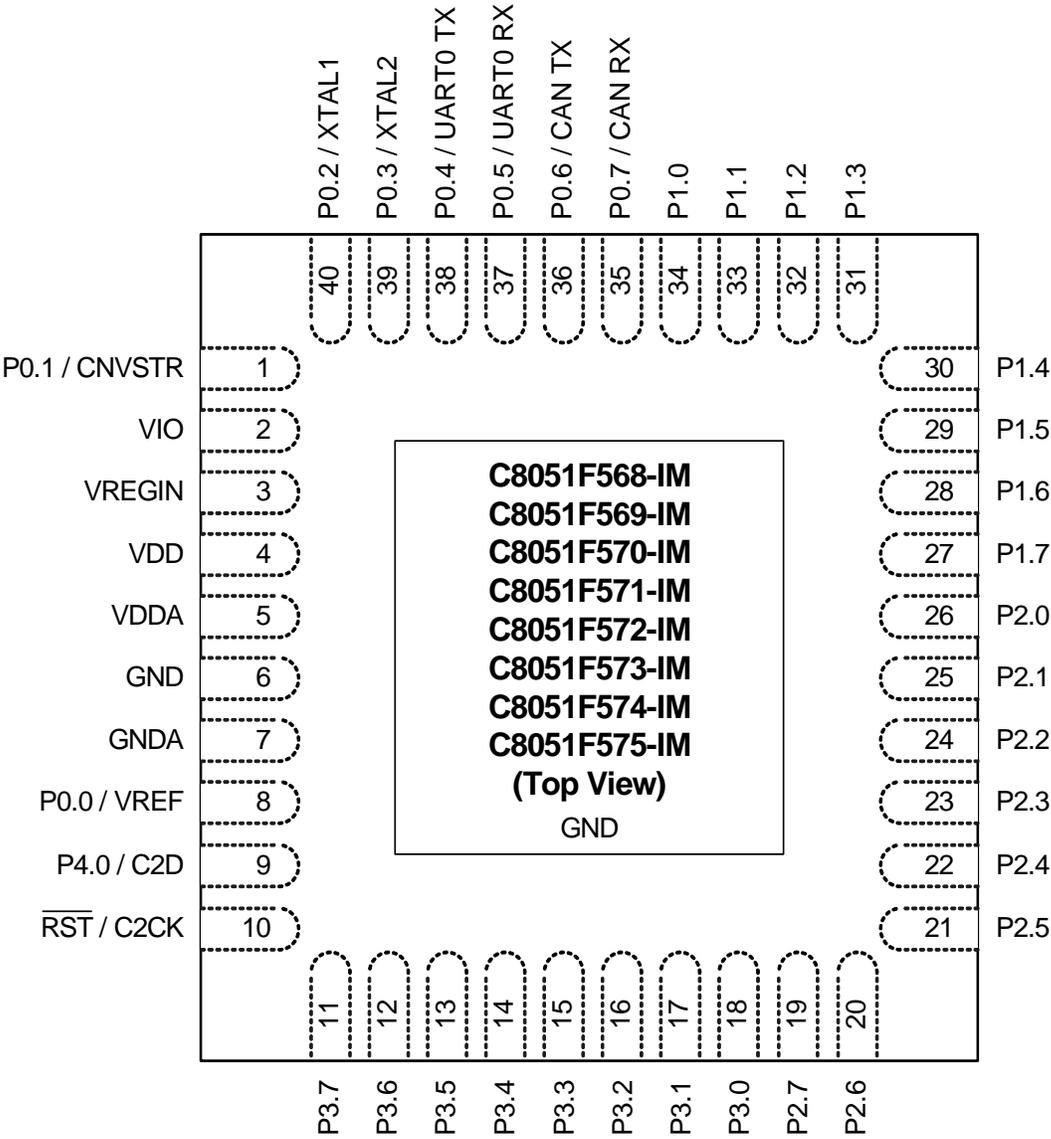 P0.2 / XTAL1
P0.3 / XTAL2
P0.4 / UART0 TX
P0.5 / UART0 RX
P0.6 / CAN TX
P0.7 / CAN RX
P1.0
P1.1
P1.2
P1.3
40
39
38
37
36
35
34
33
32
31
P0.1 / CNVSTR 1
VIO 2
VREGIN 3
VDD 4
VDDA 5
GND 6
GNDA 7
P0.0 / VREF 8
P4.0 / C2D 9
RST / C2CK 10
C8051F568-IM
C8051F569-IM
C8051F570-IM
C8051F571-IM
C8051F572-IM
C8051F573-IM
C8051F574-IM
C8051F575-IM
(Top View)
GND
30 P1.4
29 P1.5
28 P1.6
27 P1.7
26 P2.0
25 P2.1
24 P2.2
23 P2.3
22 P2.4
21 P2.5
11
12
13
14
15
16
17
18
19
20
P3.7
P3.6
P3.5
P3.4
P3.3
P3.2
P3.1
P3.0
P2.7
P2.6